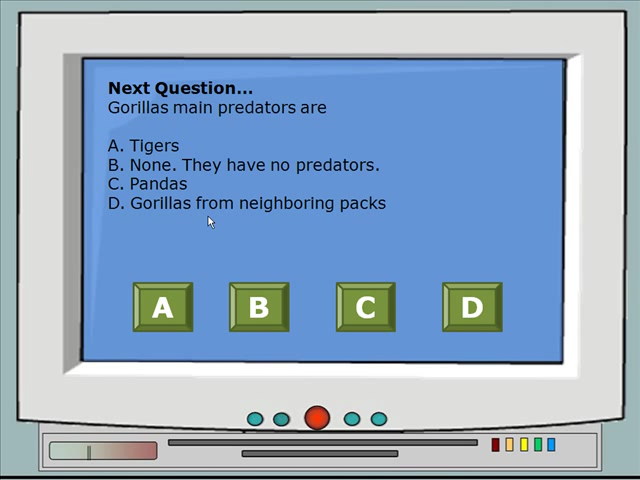 Next Question...
Gorillas main predators are
A. Tigers
B. None. They have no predators.
C. Pandas
D. Gorillas from neighboring packs
A B C D